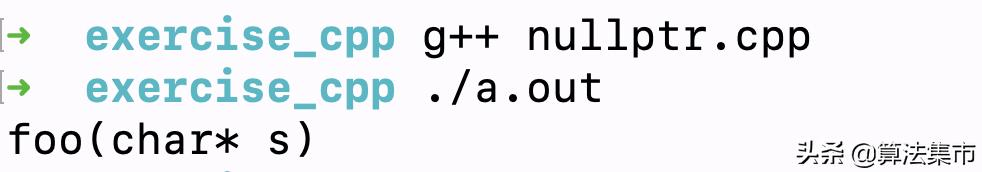 ➜ exercise_cpp g++ nullptr.cpp
➜ exercise_cpp ./a.out
foo(char* s)
头条 @算法集市